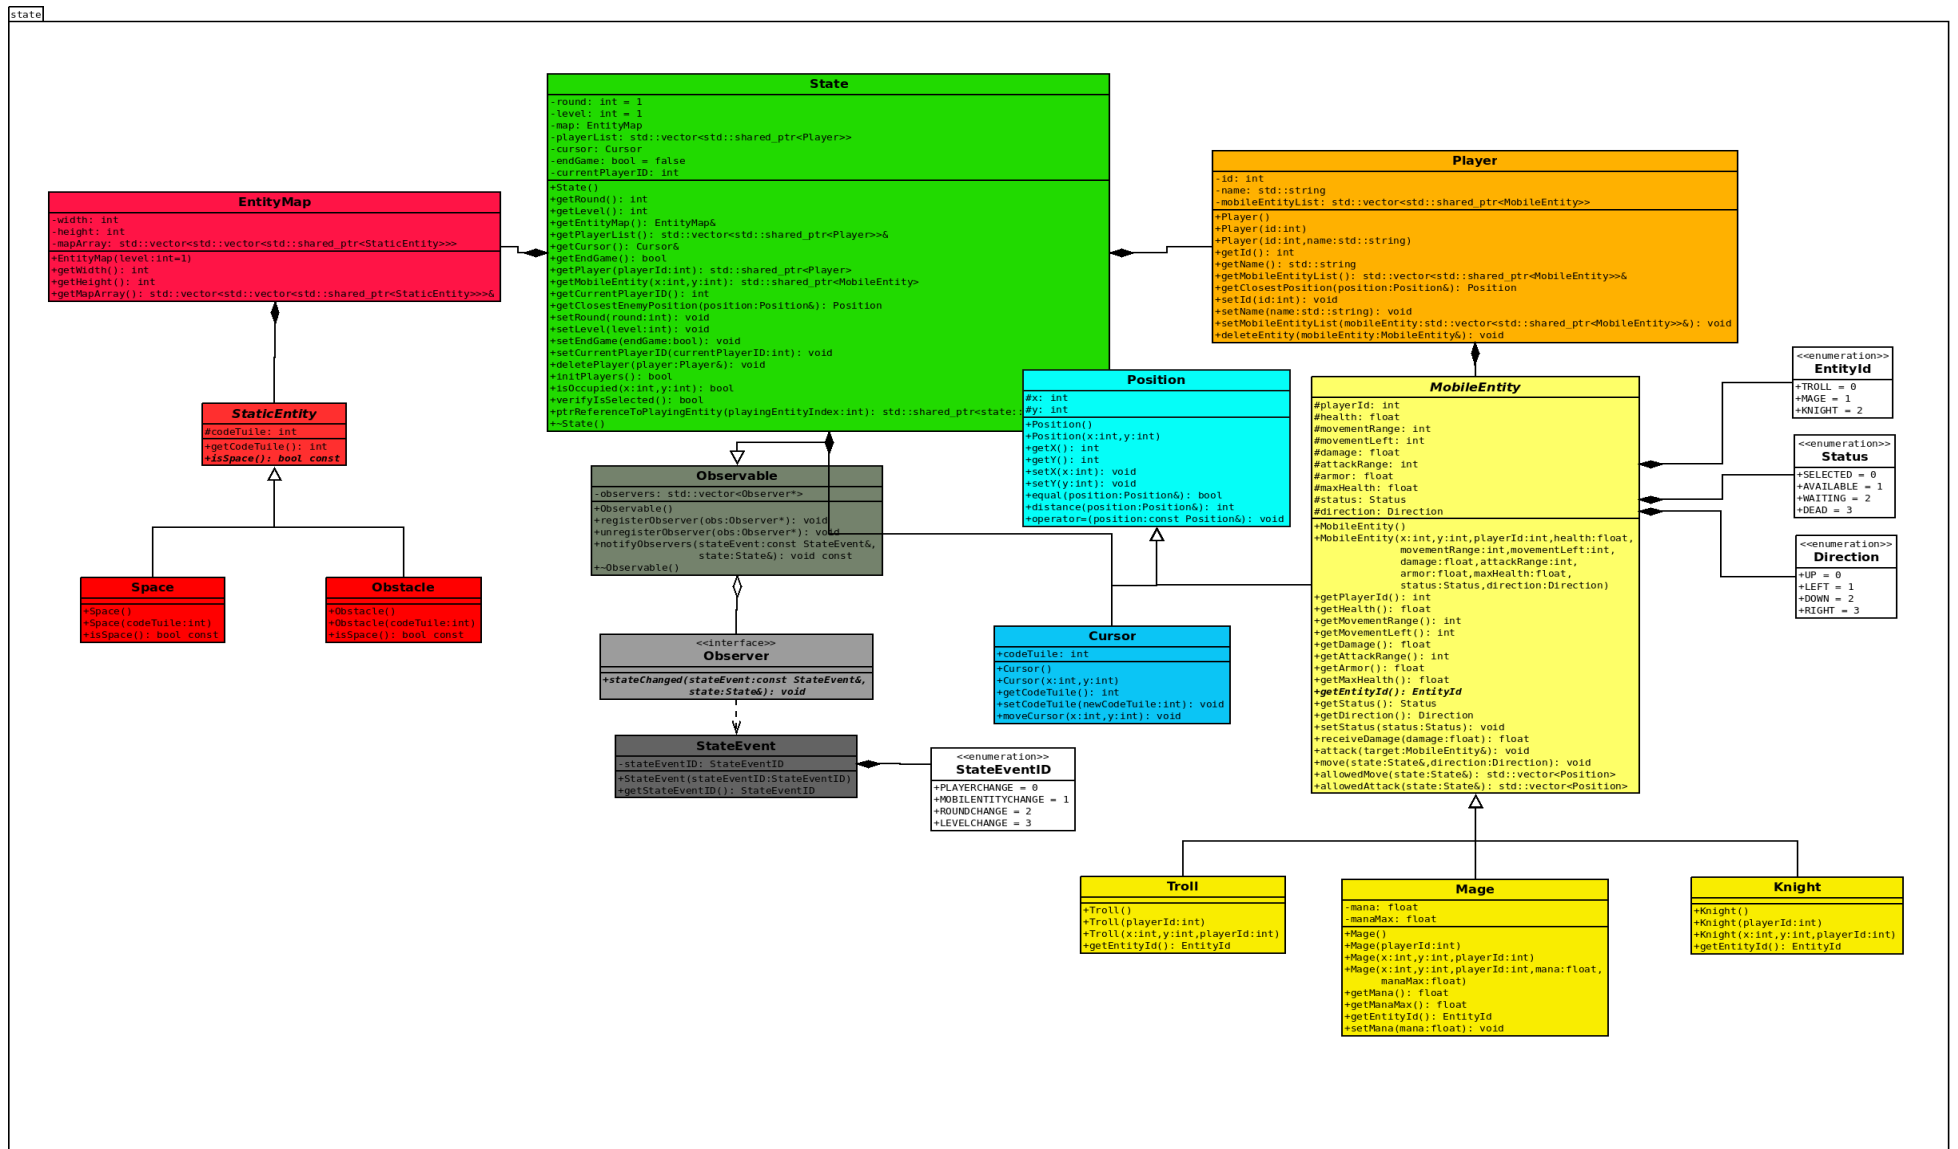 state
State
-round: int = 1
-level: int = 1
-map: EntityMap
-playerList: std::vector<std::shared_ptr<Player>>
-cursor: Cursor
-endGame: bool = false
-currentPlayerID: int
+State()
+getRound(): int
+getLevel(): int
+getEntityMap(): EntityMap&
+getPlayerList(): std::vector<std::shared_ptr<Player>>&
+getCursor(): Cursor&
+getEndGame(): bool
+getPlayer(playerId:int): std::shared_ptr<Player>
+getMobileEntity(x:int,y:int): std::shared_ptr<MobileEntity>
+getCurrentPlayerID(): int
+getClosestEnemyPosition(position:Position&): Position
+setRound(round:int): void
+setLevel(level:int): void
+setEndGame(endGame:bool): void
+setCurrentPlayerID(currentPlayerID:int): void
+deletePlayer(player:Player&): void
+initPlayers(): bool
+isOccupied(x:int,y:int): bool
+verifyIsSelected(): bool
+ptrReferenceToPlayingEntity(playingEntityIndex:int): std::shared_ptr<state::
+~State()
Player
-id: int
-name: std::string
-mobileEntityList: std::vector<std::shared_ptr<MobileEntity>>
+Player()
+Player(id:int)
+Player(id:int,name:std::string)
+getId(): int
+getName(): std::string
+getMobileEntityList(): std::vector<std::shared_ptr<MobileEntity>>&
+getClosestPosition(position:Position&): Position
+setId(id:int): void
+setName(name:std::string): void
+setMobileEntityList(mobileEntity:std::vector<std::shared_ptr<MobileEntity>>&): void
+deleteEntity(mobileEntity:MobileEntity&): void
EntityMap
-width: int
-height: int
-mapArray: std::vector<std::vector<std::shared_ptr<StaticEntity>>>
+EntityMap(level:int=1)
+getWidth(): int
+getHeight(): int
+getMapArray(): std::vector<std::vector<std::shared_ptr<StaticEntity>>>&
StaticEntity
#codeTuile: int
+getCodeTuile(): int
+isSpace(): bool const
Space
+Space()
+Space(codeTuile:int)
+isSpace(): bool const
Obstacle
+Obstacle()
+Obstacle(codeTuile:int)
+isSpace(): bool const
Observable
-observers: std::vector<Observer*>
+Observable()
+registerObserver(obs:Observer*): void
+unregisterObserver(obs:Observer*): void
+notifyObservers(stateEvent:const StateEvent&,
state:State&): void const
+~Observable()
<<interface>>
Observer
+stateChanged(stateEvent:const StateEvent&,
state:State&): void
StateEvent
-stateEventID: StateEventID
+StateEvent(stateEventID:StateEventID)
+getStateEventID(): StateEventID
<<enumeration>>
StateEventID
+PLAYERCHANGE = 0
+MOBILENTITYCHANGE = 1
+ROUNDCHANGE = 2
+LEVELCHANGE = 3
Position
#x: int
#y: int
+Position()
+Position(x:int,y:int)
+getX(): int
+getY(): int
+setX(x:int): void
+setY(y:int): void
+equal(position:Position&): bool
+distance(position:Position&): int
+operator=(position:const Position&): void
Cursor
+codeTuile: int
+Cursor()
+Cursor(x:int,y:int)
+getCodeTuile(): int
+setCodeTuile(newCodeTuile:int): void
+moveCursor(x:int,y:int): void
MobileEntity
#playerId: int
#health: float
#movementRange: int
#movementLeft: int
#damage: float
#attackRange: int
#armor: float
#maxHealth: float
#status: Status
#direction: Direction
+MobileEntity()
+MobileEntity(x:int,y:int,playerId:int,health:float,
movementRange:int,movementLeft:int,
damage:float,attackRange:int,
armor:float,maxHealth:float,
status:Status,direction:Direction)
+getPlayerId(): int
+getHealth(): float
+getMovementRange(): int
+getMovementLeft(): int
+getDamage(): float
+getAttackRange(): int
+getArmor(): float
+getMaxHealth(): float
+getEntityId(): EntityId
+getStatus(): Status
+getDirection(): Direction
+setStatus(status:Status): void
+receiveDamage(damage:float): float
+attack(target:MobileEntity&): void
+move(state:State&,direction:Direction): void
+allowedMove(state:State&): std::vector<Position>
+allowedAttack(state:State&): std::vector<Position>
<<enumeration>>
EntityId
+TROLL = 0
+MAGE = 1
+KNIGHT = 2
<<enumeration>>
Status
+SELECTED = 0
+AVAILABLE = 1
+WAITING = 2
+DEAD = 3
<<enumeration>>
Direction
+UP = 0
+LEFT = 1
+DOWN = 2
+RIGHT = 3
Troll
+Troll()
+Troll(playerId:int)
+Troll(x:int,y:int,playerId:int)
+getEntityId(): EntityId
Mage
-mana: float
-manaMax: float
+Mage()
+Mage(playerId:int)
+Mage(x:int,y:int,playerId:int)
+Mage(x:int,y:int,playerId:int,mana:float,
manaMax:float)
+getMana(): float
+getManaMax(): float
+getEntityId(): EntityId
+setMana(mana:float): void
Knight
+Knight()
+Knight(playerId:int)
+Knight(x:int,y:int,playerId:int)
+getEntityId(): EntityId